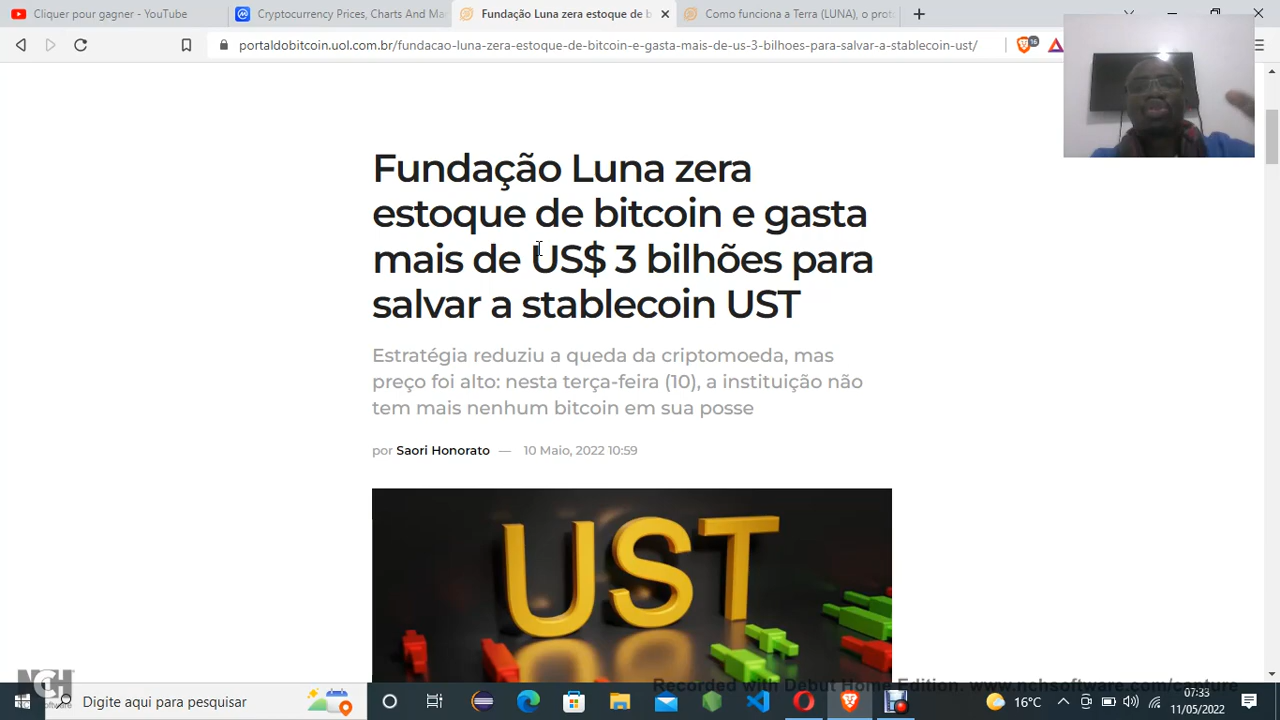 Cliquer pour gagner - YouTube
Cryptocurrency Prices, Charts And Ma
Fundação Luna zera estoque de b
Como funciona a Terra (LUNA), o prot
portaldobitcoin.uol.com.br/fundacao-luna-zera-estoque-de-bitcoin-e-gasta-mais-de-us-3-bilhoes-para-salvar-a-stablecoin-ust/
Fundação Luna zera
estoque de bitcoin e gasta
mais de US$ 3 bilhões para
salvar a stablecoin UST
Estratégia reduziu a queda da criptomoeda, mas
preço foi alto: nesta terça-feira (10), a instituição não
tem mais nenhum bitcoin em sua posse
por Saori Honorato — 10 Maio, 2022 10:59
UST
NCH
Recorded with Debut Home Edition. www.nchsoftware.com/capture
Digite aqui para pesquisar
16°C
07:33
11/05/2022